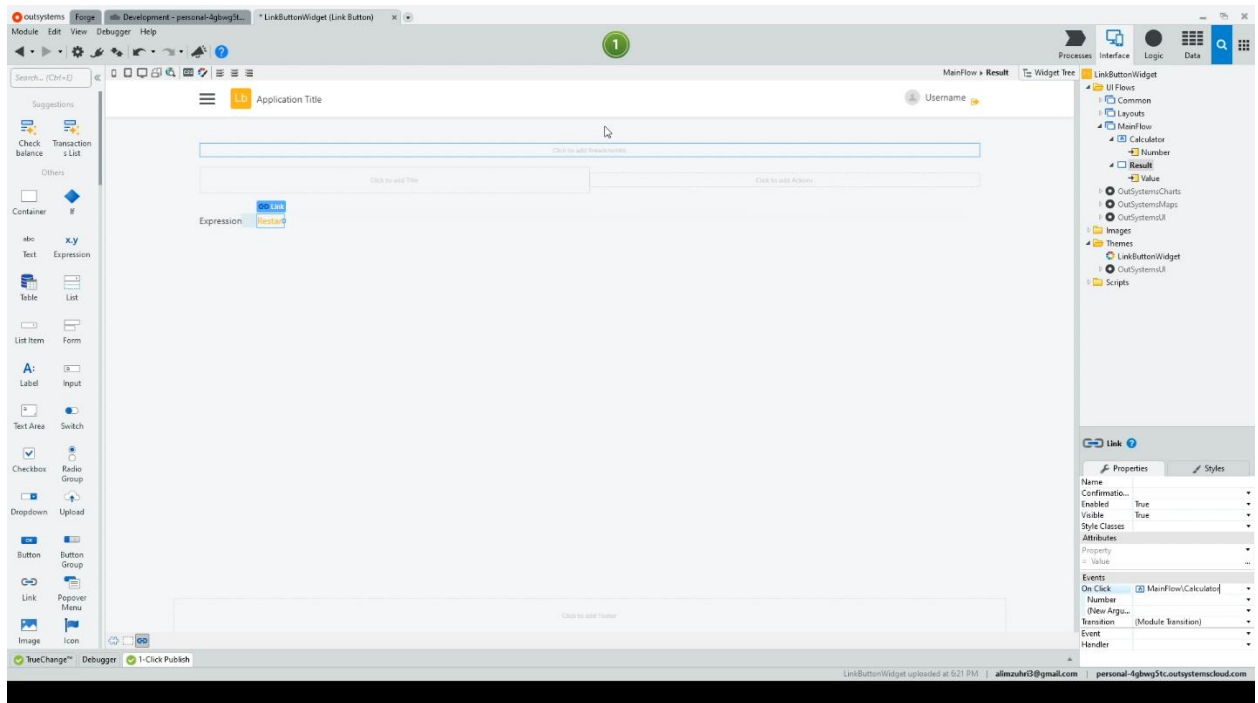 outsystems Forge Development - personal-4gbwg5t... * LinkButtonWidget (Link Button)
Module Edit View Debugger Help
1
Processes Interface Logic Data
Search... (Ctrl+E)
MainFlow Result Widget Tree
Suggestions
Check balance
Transaction s List
Others
Container If
abc x.y
Text Expression
Table List
List Item Form
A:
Label Input
Text Area Switch
Checkbox Radio Group
Dropdown Upload
OK
Button Button Group
Link Popover Menu
Image Icon
Lb Application Title
Username
Click to add Breadcrumbs
Click to add Title
Click to add Actions
Link
Expression Restart
Click to add Footer
LinkButtonWidget
UI Flows
Common
Layouts
MainFlow
Calculator
Number
Result
Value
OutSystemsCharts
OutSystemsMaps
OutSystemsUI
Images
Themes
LinkButtonWidget
OutSystemsUI
Scripts
Link
Properties Styles
Name
Confirmatio...
Enabled True
Visible True
Style Classes
Attributes
Property
= Value ...
Events
On Click MainFlow\Calculator
Number
(New Argu...
Transition (Module Transition)
Event
Handler
TrueChange™ Debugger 1-Click Publish
LinkButtonWidget uploaded at 6:21 PM | alimzuhri3@gmail.com | personal-4gbwg5tc.outsystemscloud.com